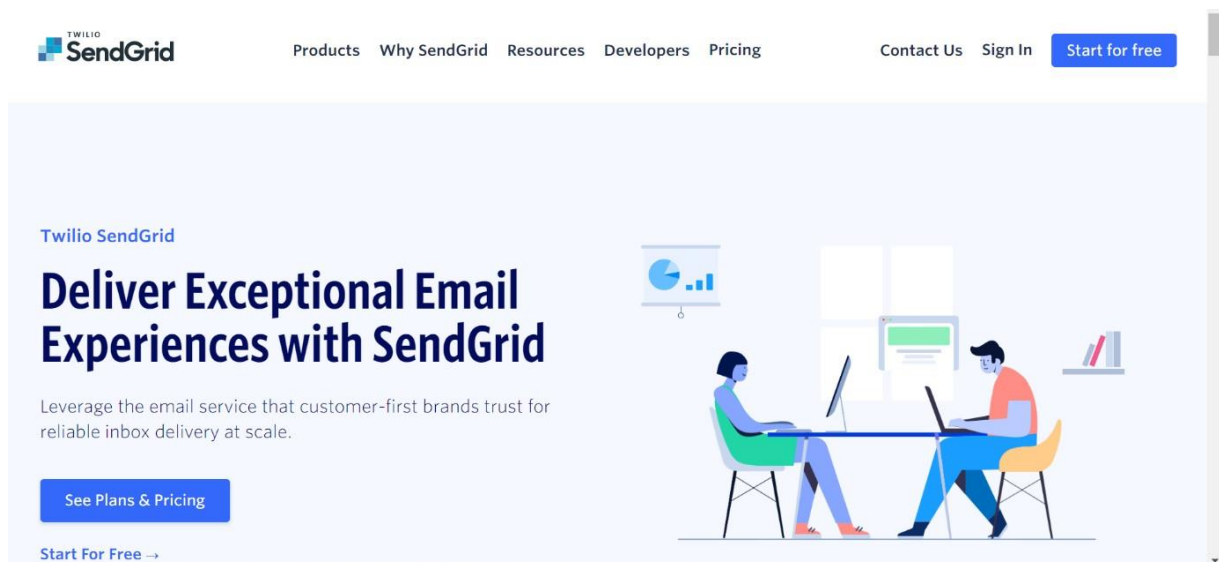 TWILIO
SendGrid
Products Why SendGrid Resources Developers Pricing Contact Us Sign In Start for free
Twilio SendGrid
Deliver Exceptional Email
Experiences with SendGrid
Leverage the email service that customer-first brands trust for
reliable inbox delivery at scale.
See Plans & Pricing
Start For Free →